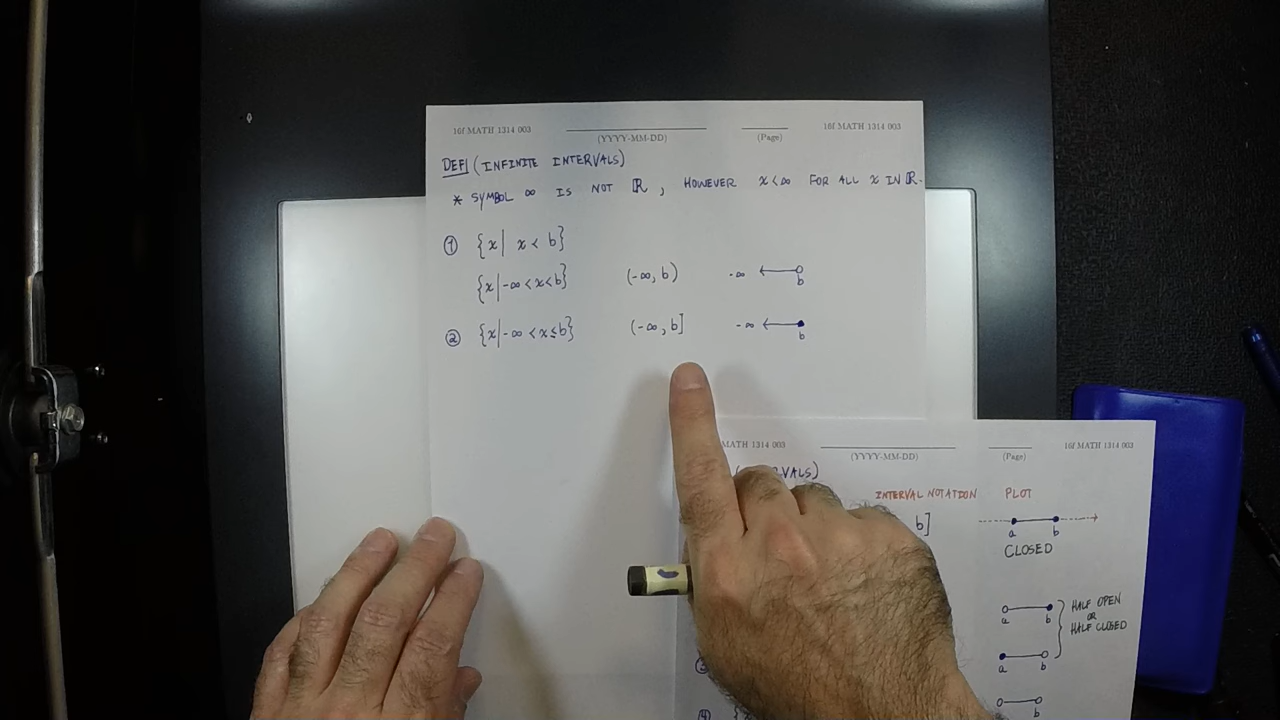 16f MATH 1314 003 (YYYY-MM-DD) (Page) 16f MATH 1314 003
DEF (INFINITE INTERVALS)
* SYMBOL ∞ IS NOT ℝ, HOWEVER x<∞ FOR ALL x IN ℝ.
① {x| x < b}
{x|-∞ < x < b} (-∞, b) -∞ b
② {x|-∞ < x ≤ b} (-∞, b] -∞ b
MATH 1314 003 (YYYY-MM-DD) (Page) 16f MATH 1314 003
INTERVAL NOTATION PLOT
b] a b
CLOSED
a b HALF OPEN
OR
HALF CLOSED
a b
b
④ {x